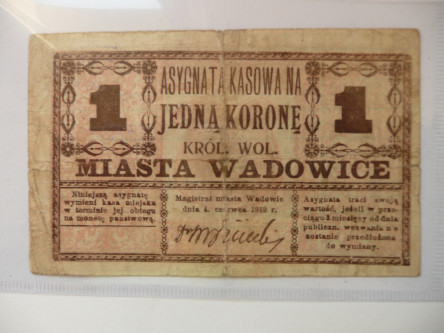 ASYGNATA KASOWA NA
1 JEDNĄ KORONĘ 1
KRÓL. WOL.
MIASTA WADOWICE
Niniejszą asygnatę
wymieni kasa miejska
w terminie jej obiegu
na monetę państwową.
Magistrat miasta Wadowic
dnia 4. czerwca 1919 r.
Asygnata traci swoją
wartość, jeżeli w prze-
ciągu 2 miesięcy od dnia
publiczn. wezwania nie
zostanie przedłożona
do wymiany.